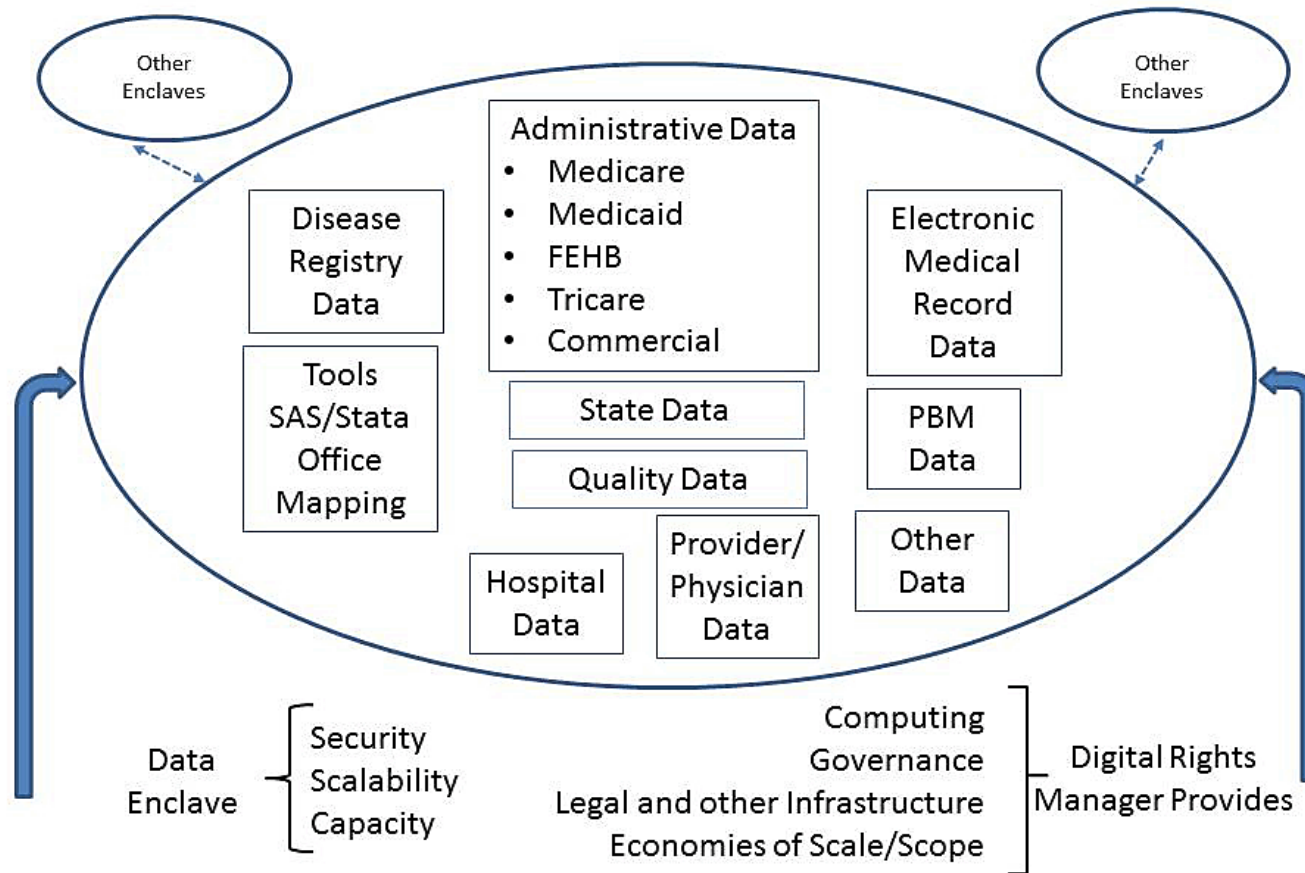 Other
Enclaves
Other
Enclaves
Administrative Data
• Medicare
• Medicaid
• FEHB
• Tricare
• Commercial
Disease
Registry
Data
Electronic
Medical
Record
Data
Tools
SAS/Stata
Office
Mapping
State Data
Quality Data
PBM
Data
Hospital
Data
Provider/
Physician
Data
Other
Data
Data
Enclave
Security
Scalability
Capacity
Computing
Governance
Legal and other Infrastructure
Economies of Scale/Scope
Digital Rights
Manager Provides